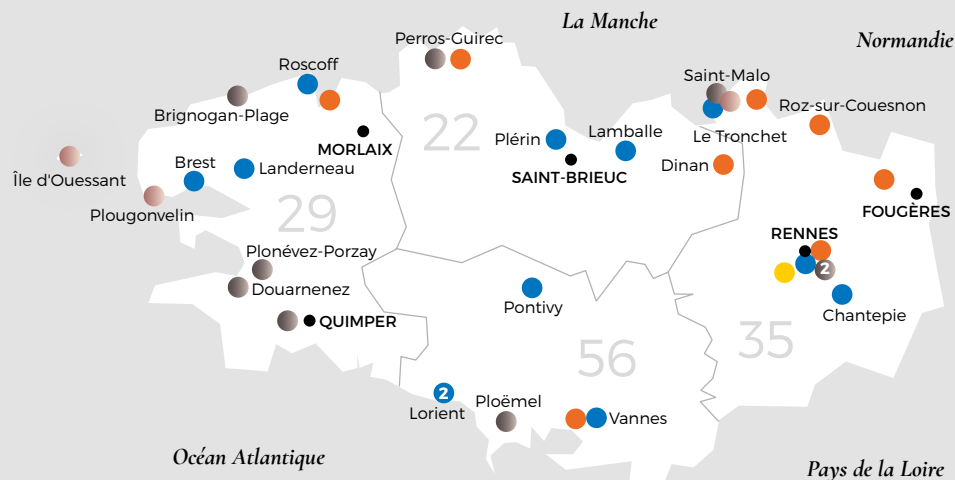 La Manche
Normandie
Perros-Guirec
Roscoff
Saint-Malo
Brignogan-Plage
Roz-sur-Couesnon
MORLAIX
22
Plérin
Lamballe
Le Tronchet
Île d'Ouessant
Brest
Landerneau
SAINT-BRIEUC
Dinan
Plougonvelin
29
FOUGÈRES
RENNES
Plonévez-Porzay
2
Douarnenez
Pontivy
Chantepie
QUIMPER
35
56
2
Lorient
Ploëmel
Vannes
Océan Atlantique
Pays de la Loire